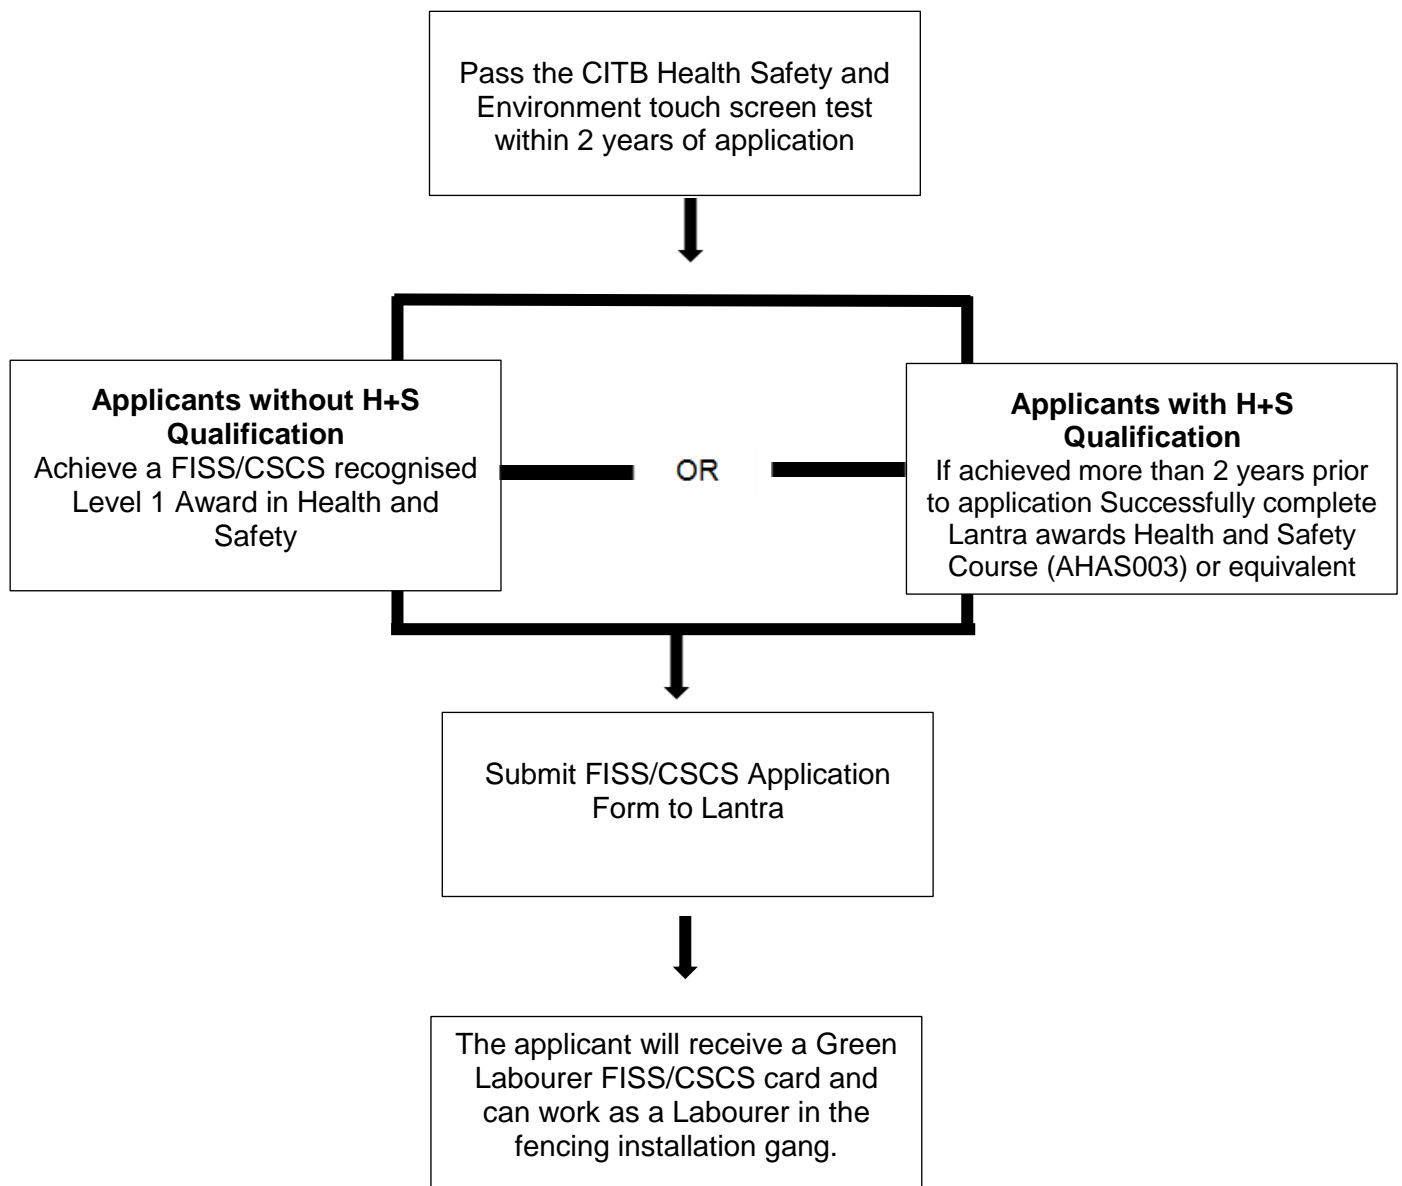 Pass the CITB Health Safety and
Environment touch screen test
within 2 years of application
Applicants without H+S
Qualification
Achieve a FISS/CSCS recognised
Level 1 Award in Health and
Safety
OR
Applicants with H+S
Qualification
If achieved more than 2 years prior
to application Successfully complete
Lantra awards Health and Safety
Course (AHAS003) or equivalent
Submit FISS/CSCS Application
Form to Lantra
The applicant will receive a Green
Labourer FISS/CSCS card and
can work as a Labourer in the
fencing installation gang.